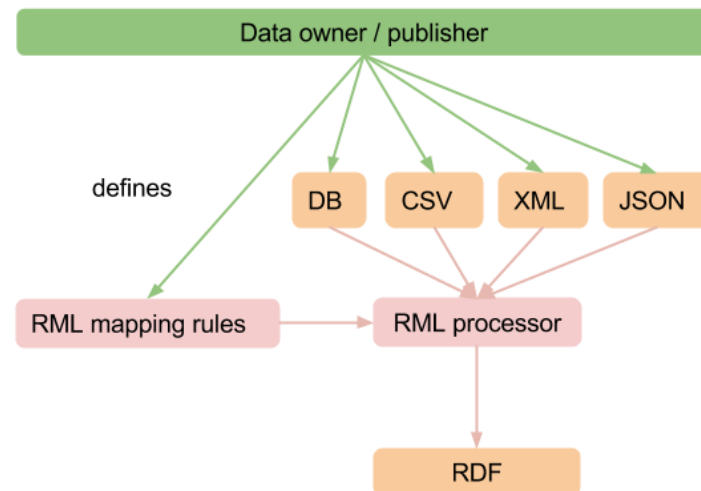 Data owner / publisher
defines
DB
CSV
XML
JSON
RML mapping rules
RML processor
RDF